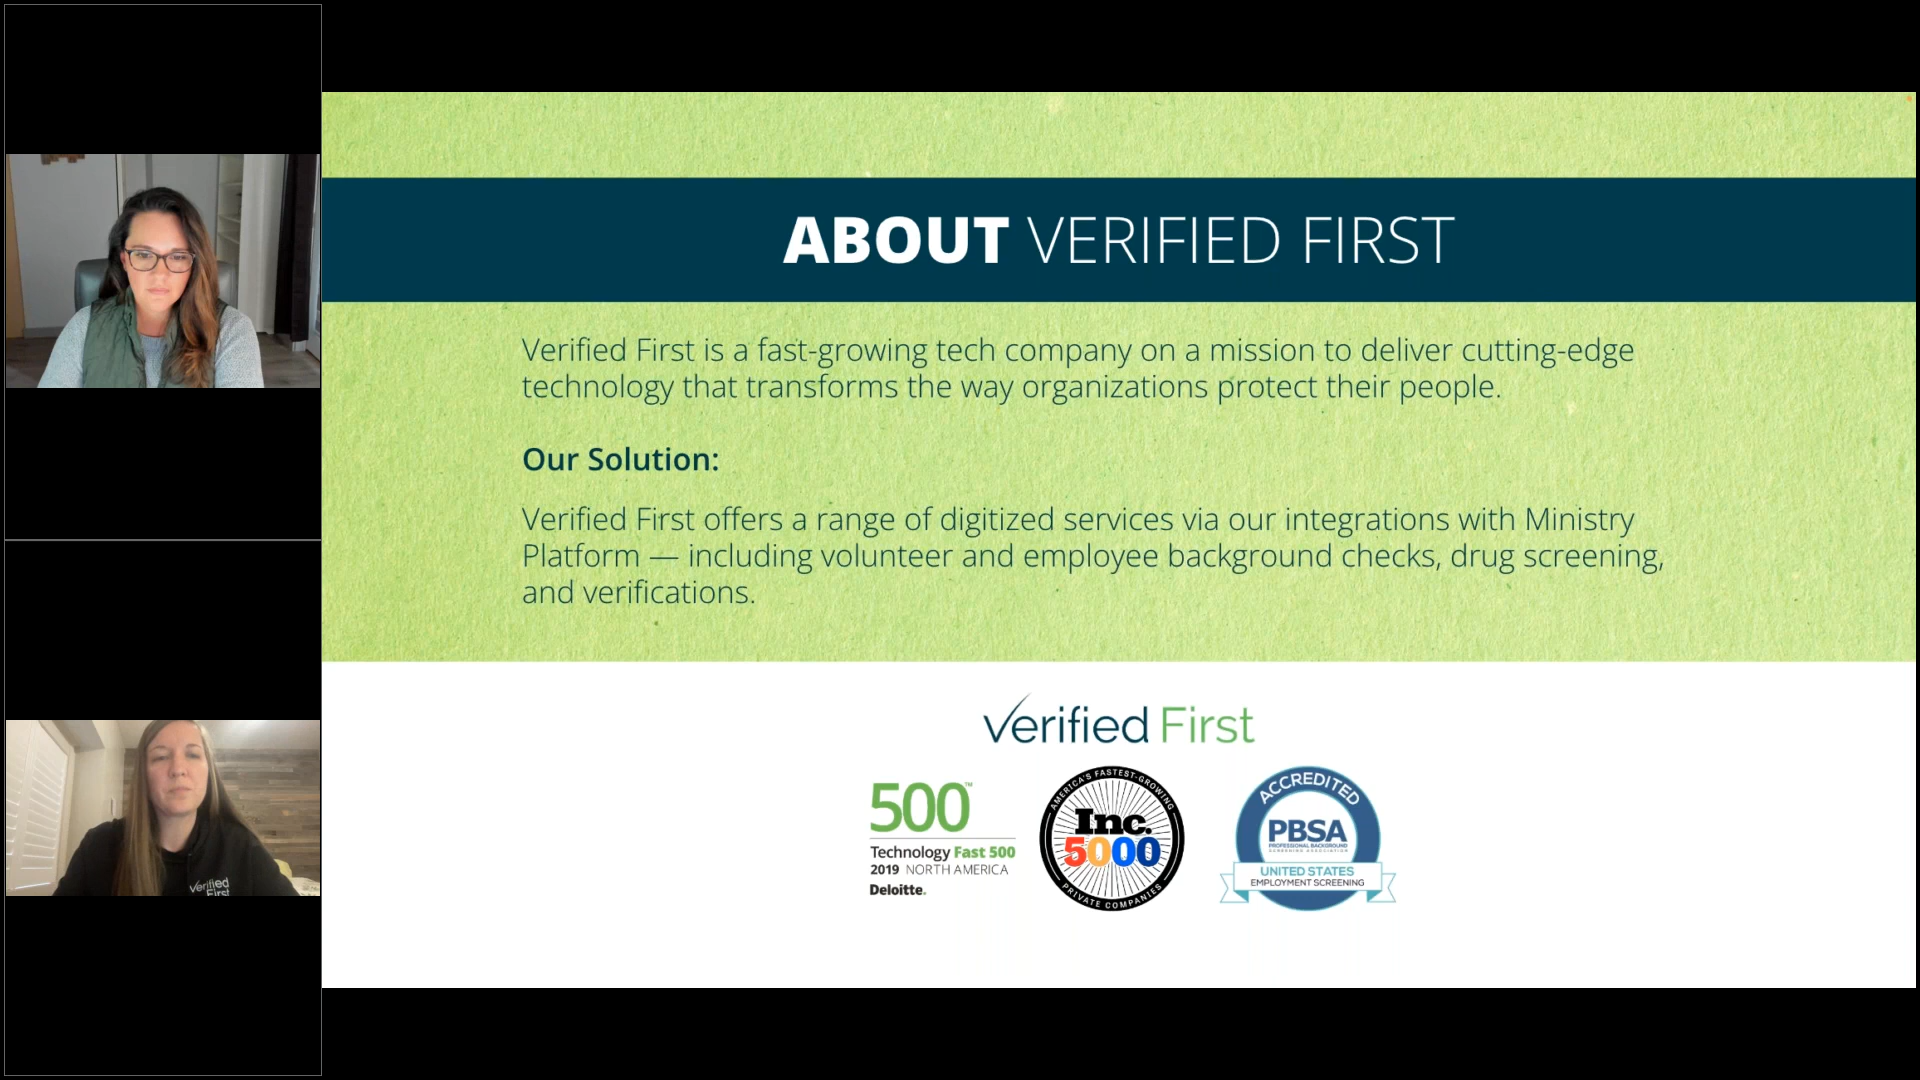 ABOUT VERIFIED FIRST
Verified First is a fast-growing tech company on a mission to deliver cutting-edge
technology that transforms the way organizations protect their people.
Our Solution:
Verified First offers a range of digitized services via our integrations with Ministry
Platform — including volunteer and employee background checks, drug screening,
and verifications.
Verified First
500™
Technology Fast 500
2019 NORTH AMERICA
Deloitte.
AMERICA'S FASTEST-GROWING
Inc.
5000
PRIVATE COMPANIES
ACCREDITED
PBSA
PROFESSIONAL BACKGROUND
SCREENING ASSOCIATION
UNITED STATES
EMPLOYMENT SCREENING
Verified
First